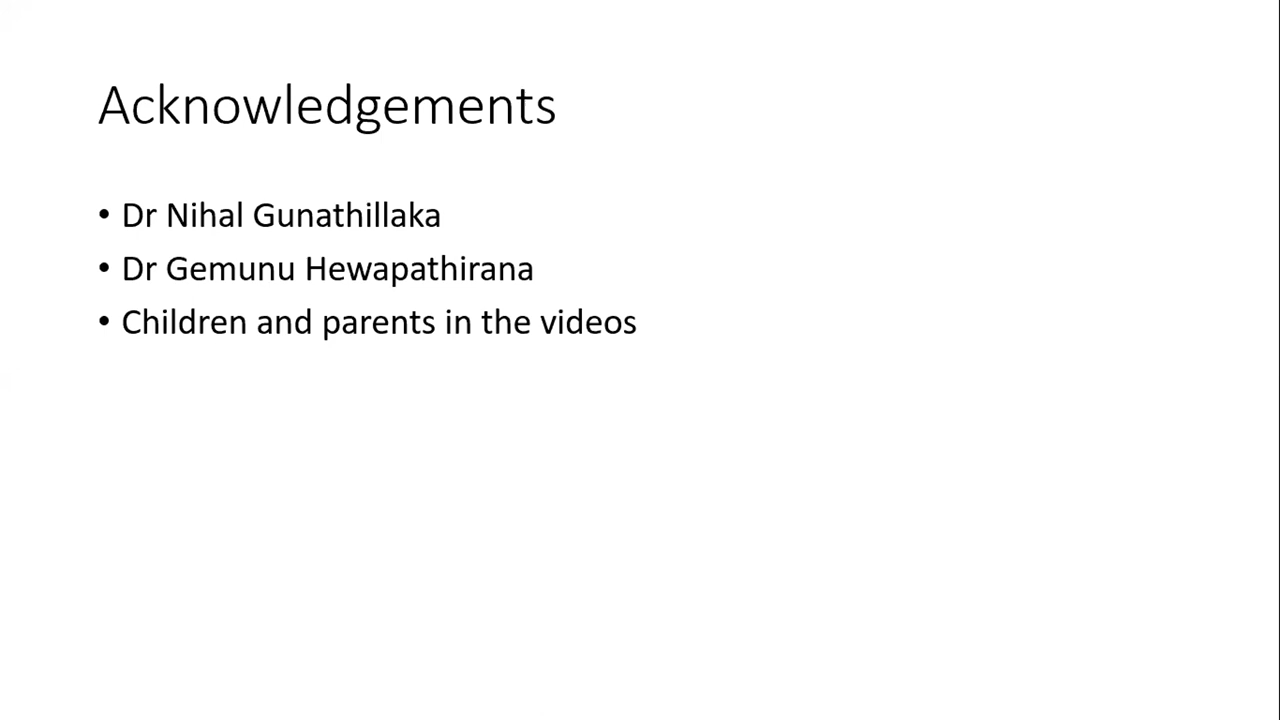 Acknowledgements
• Dr Nihal Gunathillaka
• Dr Gemunu Hewapathirana
• Children and parents in the videos